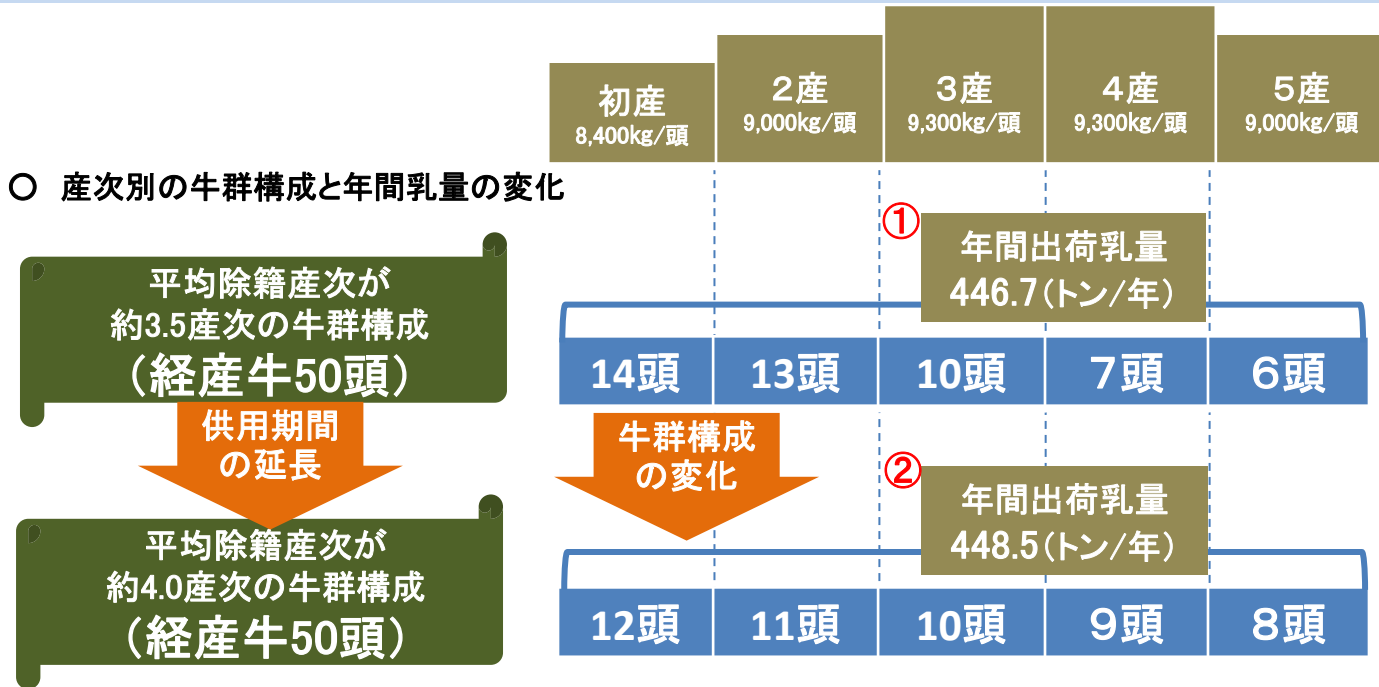 初産
8,400kg/頭
２産
9,000kg/頭
３産
9,300kg/頭
４産
9,300kg/頭
５産
9,000kg/頭
○　産次別の牛群構成と年間乳量の変化
平均除籍産次が
約3.5産次の牛群構成
（経産牛50頭）
①
年間出荷乳量
446.7（トン/年）
14頭
13頭
10頭
７頭
６頭
供用期間
の延長
牛群構成
の変化
平均除籍産次が
約4.0産次の牛群構成
（経産牛50頭）
②
年間出荷乳量
448.5（トン/年）
12頭
11頭
10頭
９頭
８頭